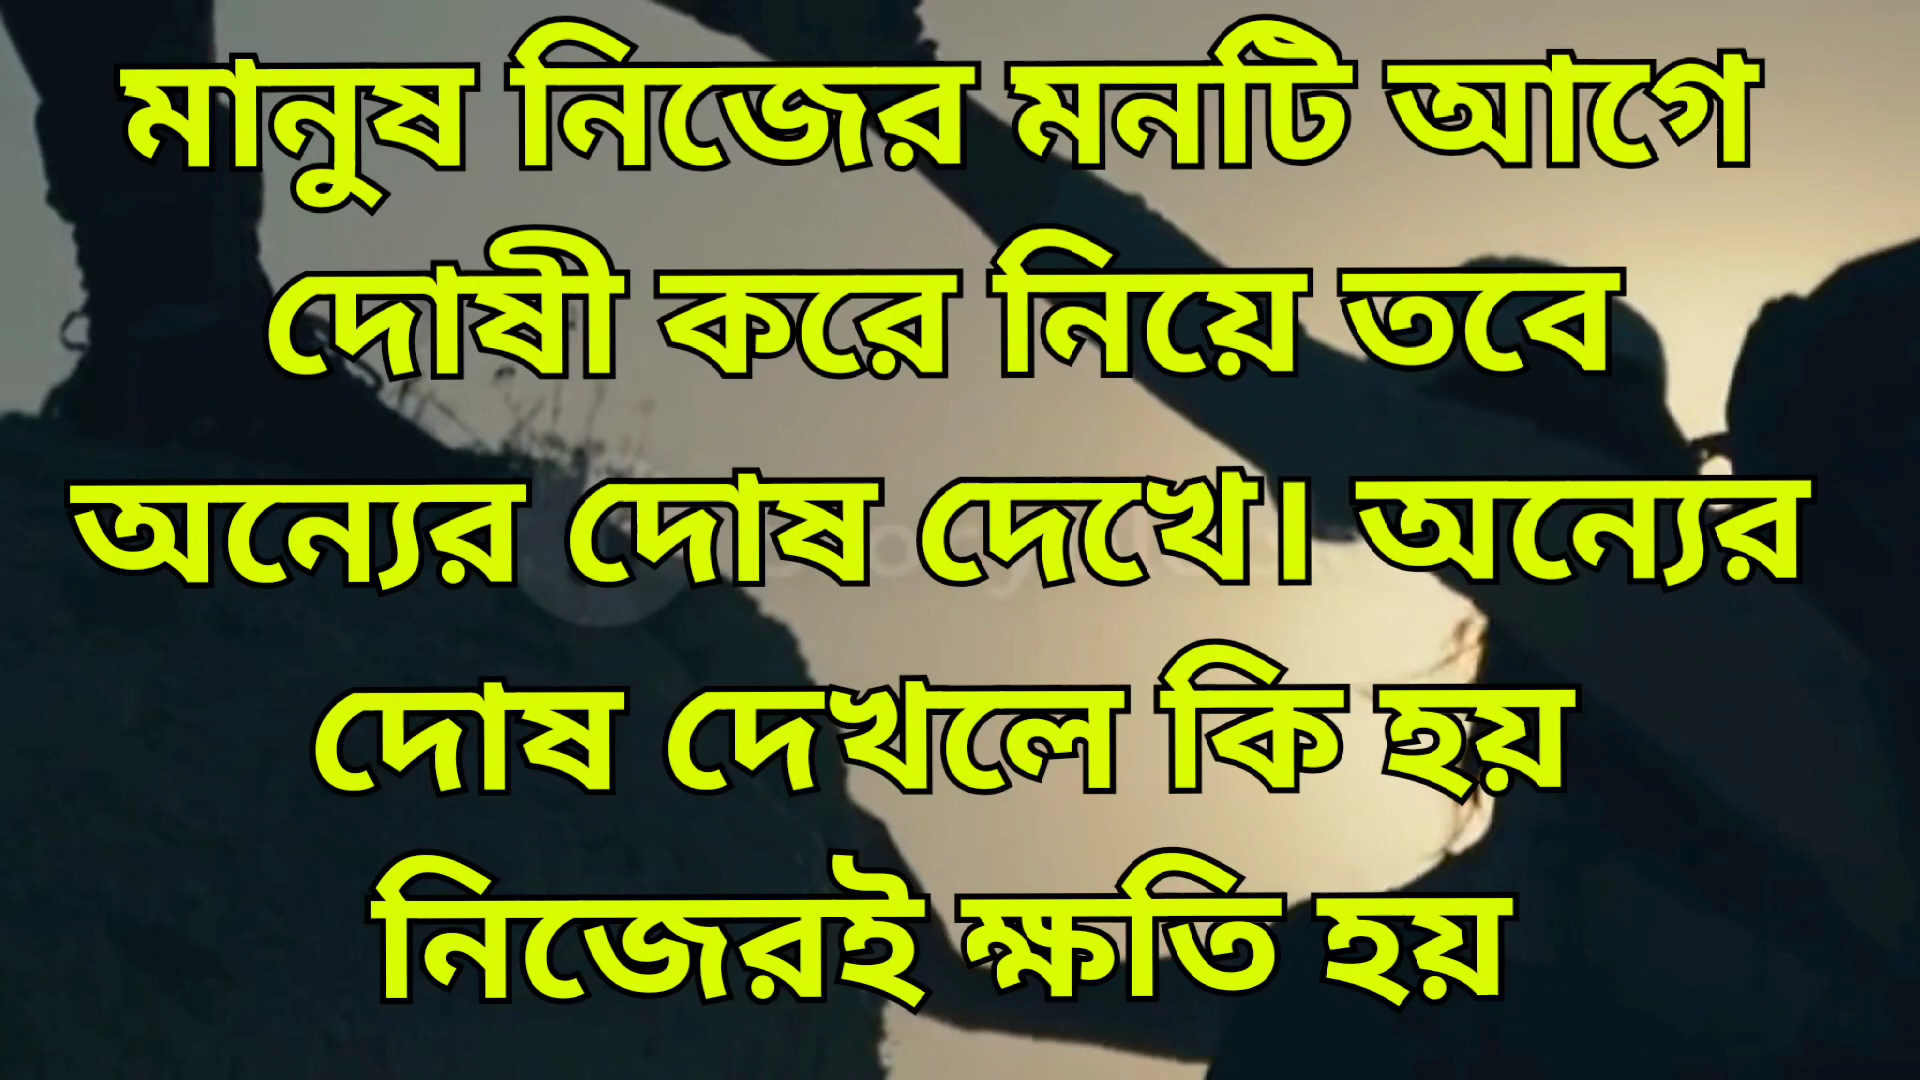 মানুষ নিজের মনটি আগে
দোষী করে নিয়ে তবে
অন্যের দোষ দেখে। অন্যের
দোষ দেখলে কি হয়
নিজেরই ক্ষতি হয়